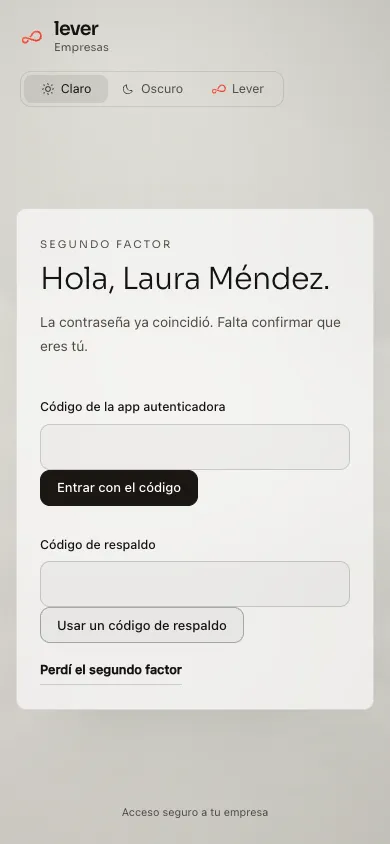 lever
Empresas
Claro
Oscuro
Lever
SEGUNDO FACTOR
Hola, Laura Méndez.
La contraseña ya coincidió. Falta confirmar que
eres tú.
Código de la app autenticadora
Entrar con el código
Código de respaldo
Usar un código de respaldo
Perdí el segundo factor
Acceso seguro a tu empresa